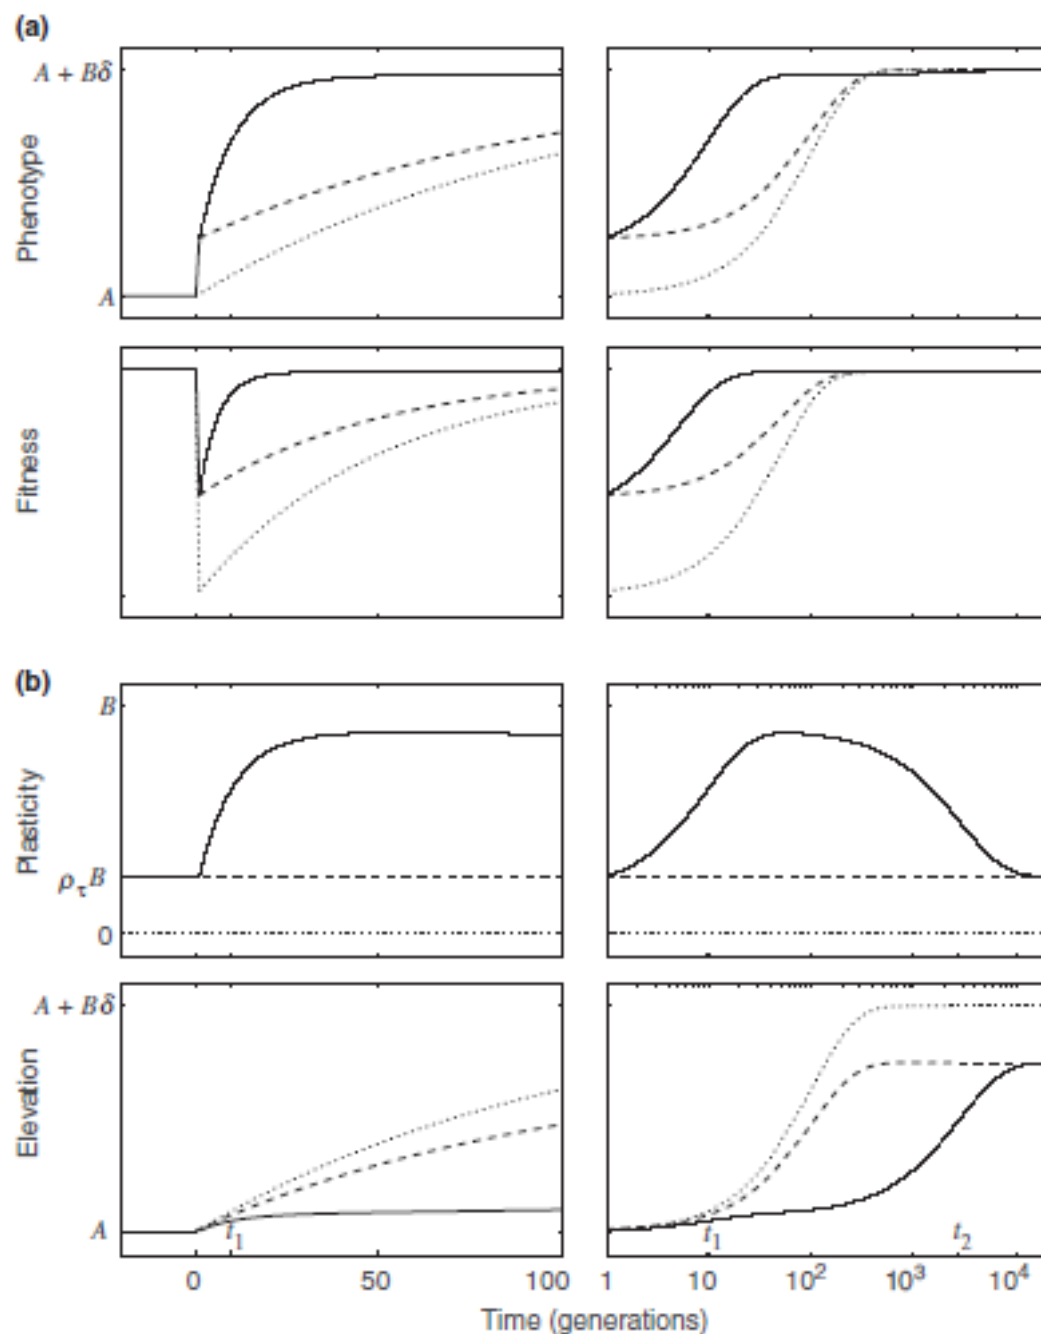 (a)
A + Bδ
Phenotype
A
Fitness
(b)
B
Plasticity
ρτB
0
A + Bδ
Elevation
A
t1
t1
t2
0
50
100
1
10
10²
10³
10⁴
Time (generations)